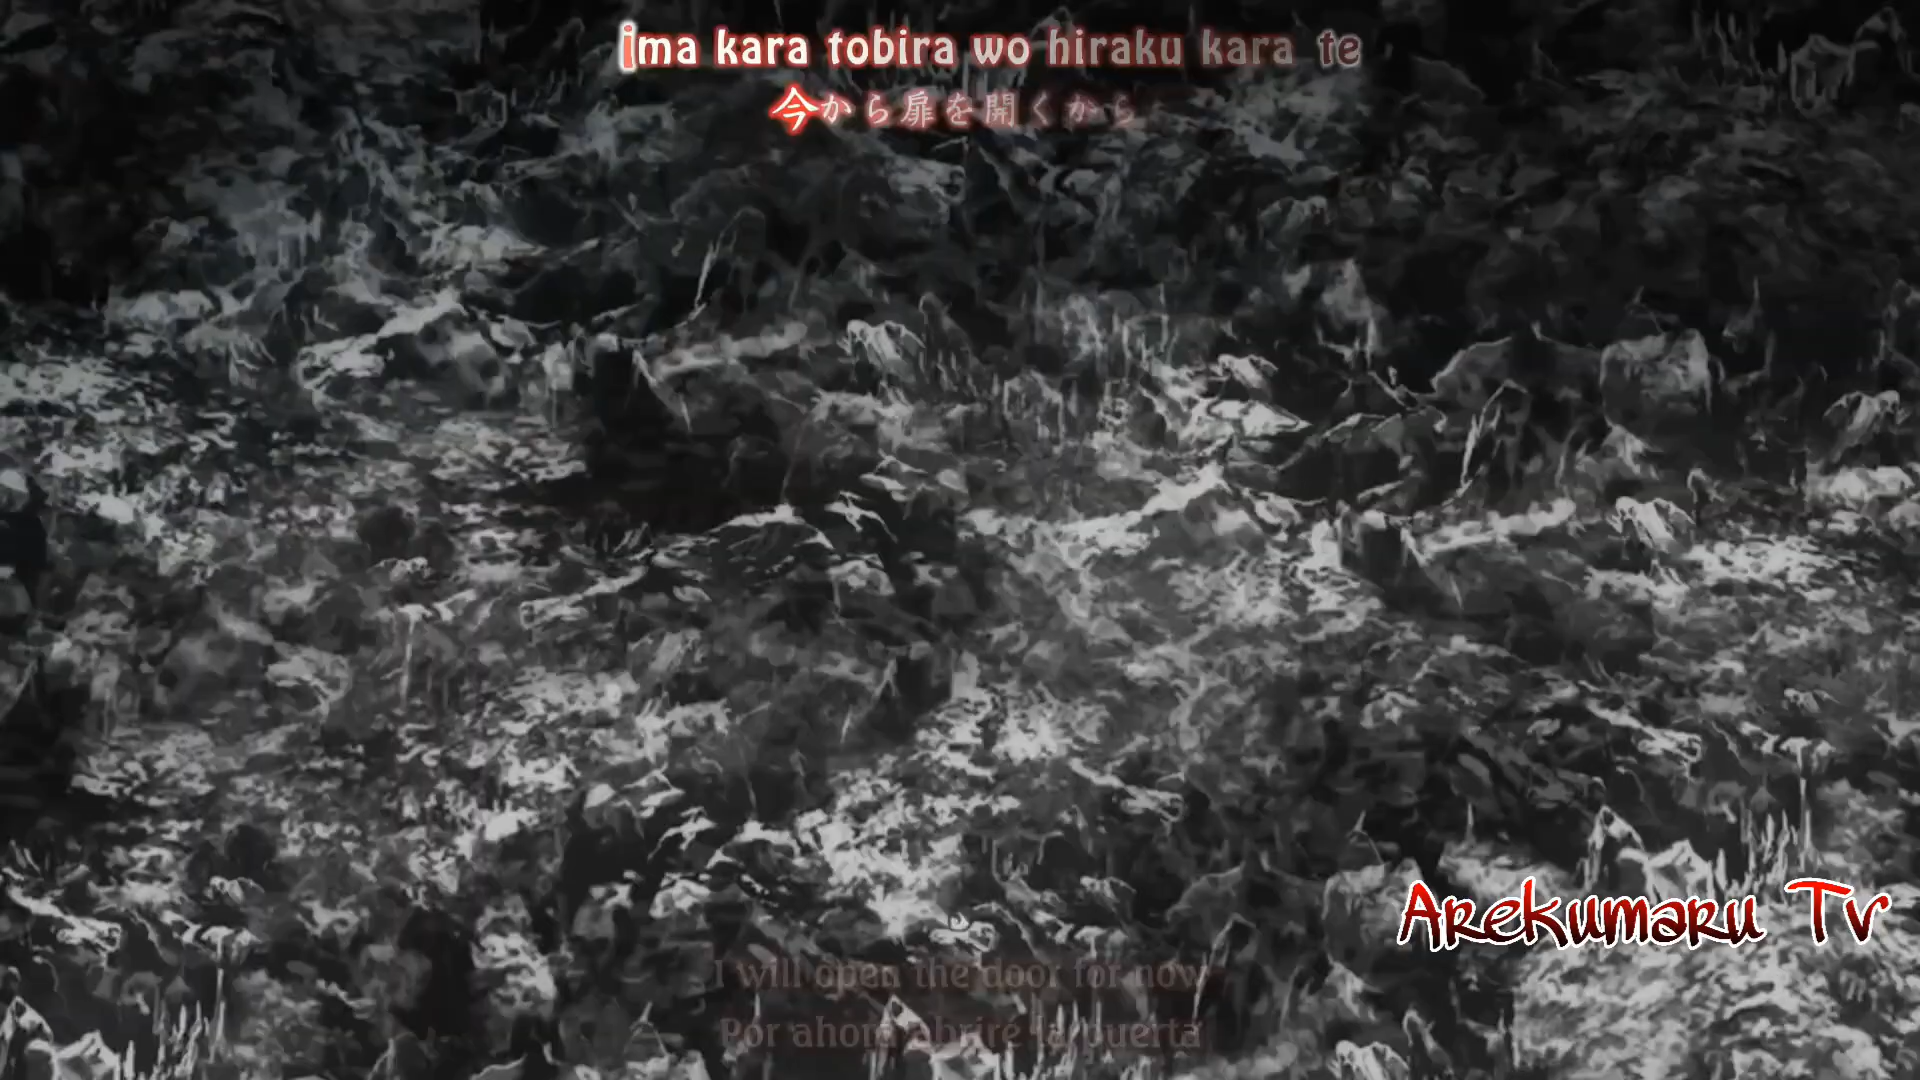 ima kara tobira wo hiraku kara te
今から扉を開くから
Arekumaru Tv
I will open the door for now
Por ahora abriré la puerta